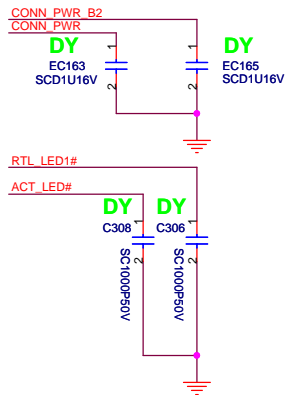 CONN_PWR_B2
CONN_PWR
DY
DY
1
1
EC163
SCD1U16V
EC165
SCD1U16V
2
2
RTL_LED1#
ACT_LED#
DY
DY
1
1
C308
C306
2
2
SC1000P50V
SC1000P50V